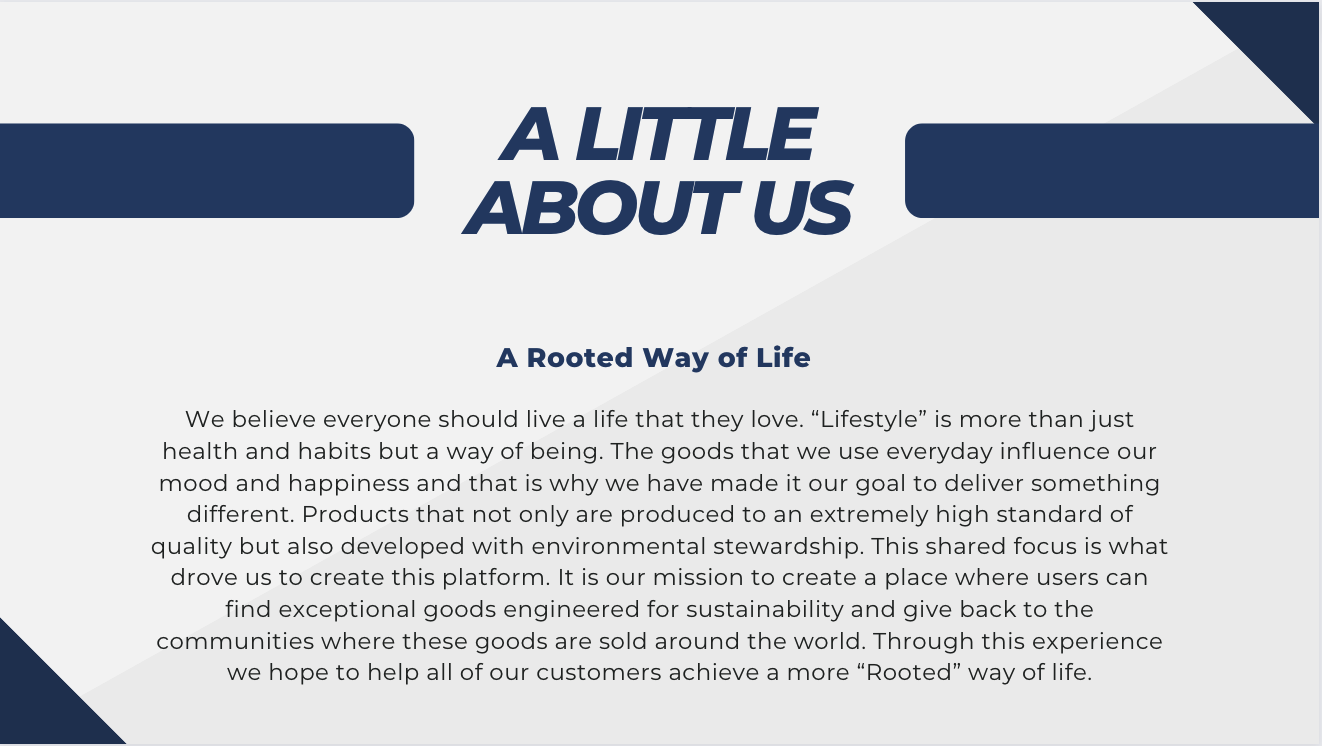 A LITTLE
ABOUT US
A Rooted Way of Life
We believe everyone should live a life that they love. “Lifestyle” is more than just
health and habits but a way of being. The goods that we use everyday influence our
mood and happiness and that is why we have made it our goal to deliver something
different. Products that not only are produced to an extremely high standard of
quality but also developed with environmental stewardship. This shared focus is what
drove us to create this platform. It is our mission to create a place where users can
find exceptional goods engineered for sustainability and give back to the
communities where these goods are sold around the world. Through this experience
we hope to help all of our customers achieve a more “Rooted” way of life.